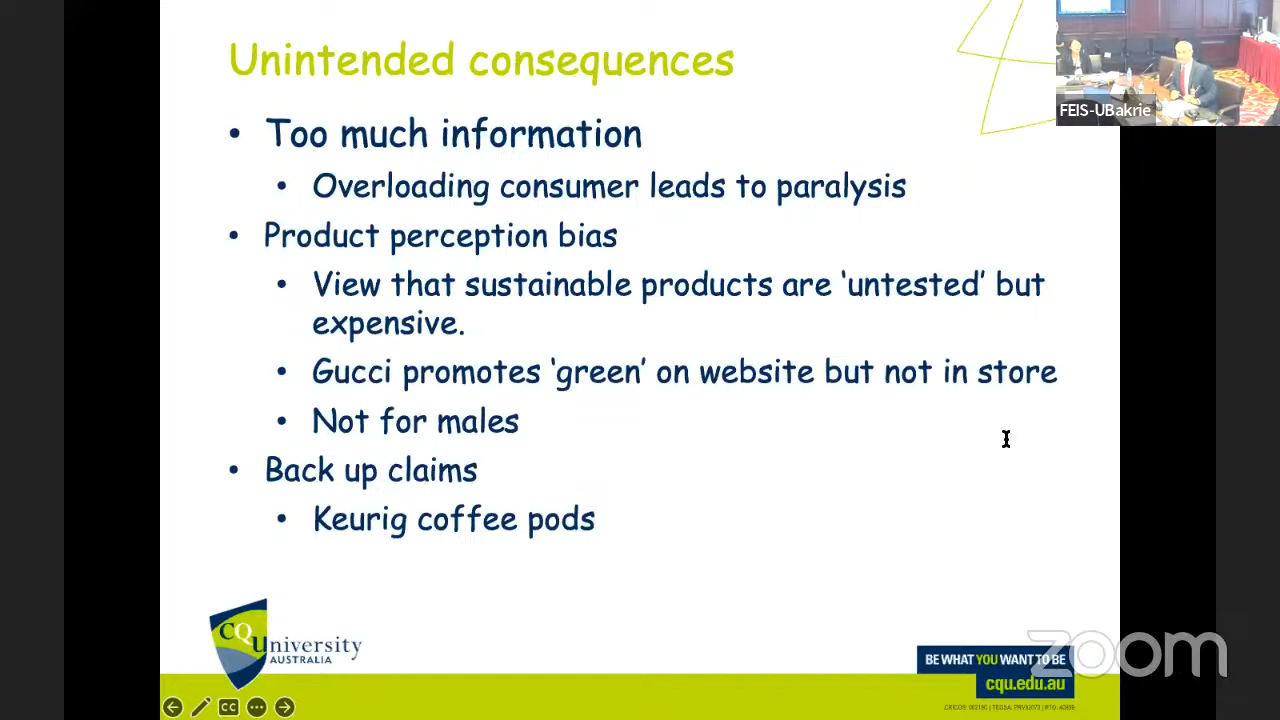 Unintended consequences
FEIS-UBakrie
• Too much information
• Overloading consumer leads to paralysis
• Product perception bias
• View that sustainable products are ‘untested’ but
expensive.
• Gucci promotes ‘green’ on website but not in store
• Not for males
• Back up claims
• Keurig coffee pods
CQUniversity
AUSTRALIA
BE WHAT YOU WANT TO BE
cqu.edu.au
zoom
CC